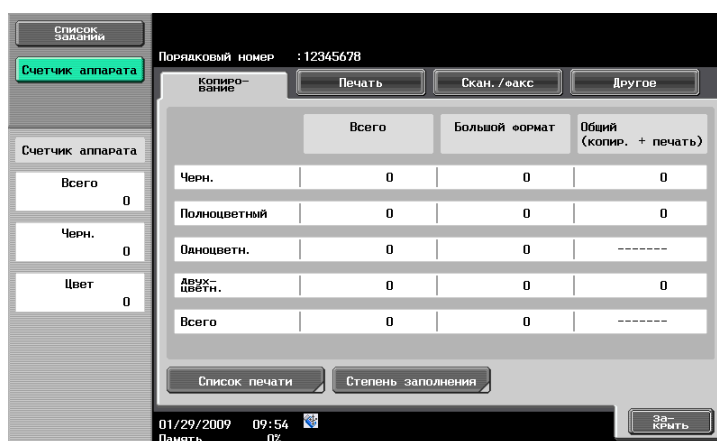 Список
заданий
Счетчик аппарата
Счетчик аппарата
Всего
0
Черн.
0
Цвет
0
Порядковый номер :12345678
Копиро-
вание
Печать
Скан./факс
Другое
Всего Большой формат Общий
(копир. + печать)
Черн. 0 0 0
Полноцветный 0 0 0
Одноцветн. 0 0 -------
Двух-
цветн. 0 0 0
Всего 0 0 -------
Список печати
Степень заполнения
01/29/2009 09:54
Память 0%
За-
крыть